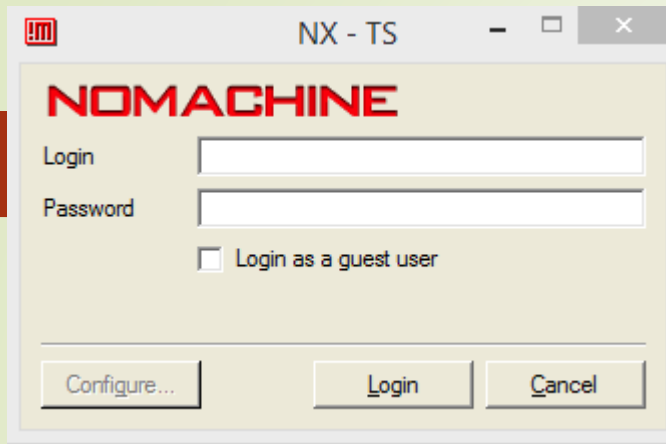 !M
NX - TS
NOMACHINE
Login
Password
Login as a guest user
Configure...
Login
Cancel